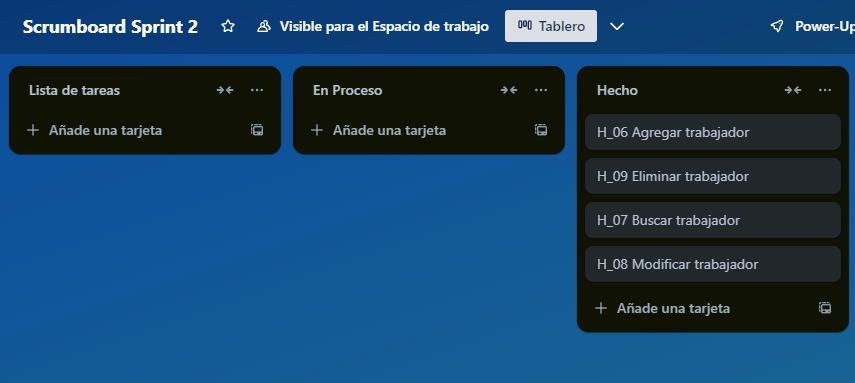 Scrumboard Sprint 2 Visible para el Espacio de trabajo Tablero Power-Up
Lista de tareas
Añade una tarjeta
En Proceso
Añade una tarjeta
Hecho
H_06 Agregar trabajador
H_09 Eliminar trabajador
H_07 Buscar trabajador
H_08 Modificar trabajador
Añade una tarjeta